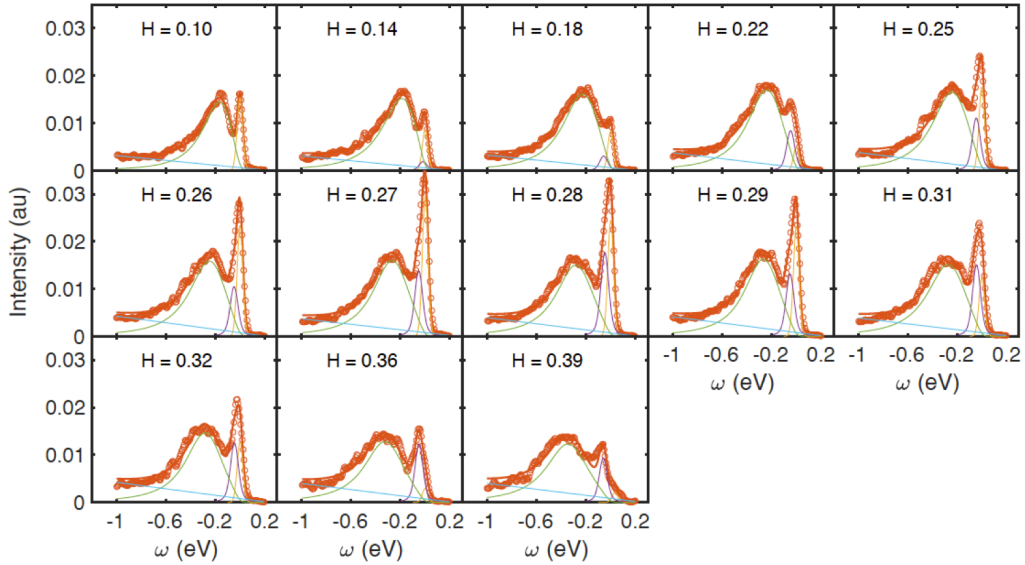 0.03
0.02
0.01
0
H = 0.10
H = 0.14
H = 0.18
H = 0.22
H = 0.25
Intensity (au)
0.03
0.02
0.01
0
H = 0.26
H = 0.27
H = 0.28
H = 0.29
H = 0.31
-1 -0.6 -0.2 0.2
ω (eV)
-1 -0.6 -0.2 0.2
ω (eV)
0.03
0.02
0.01
0
H = 0.32
H = 0.36
H = 0.39
-1 -0.6 -0.2 0.2
ω (eV)
-1 -0.6 -0.2 0.2
ω (eV)
-1 -0.6 -0.2 0.2
ω (eV)